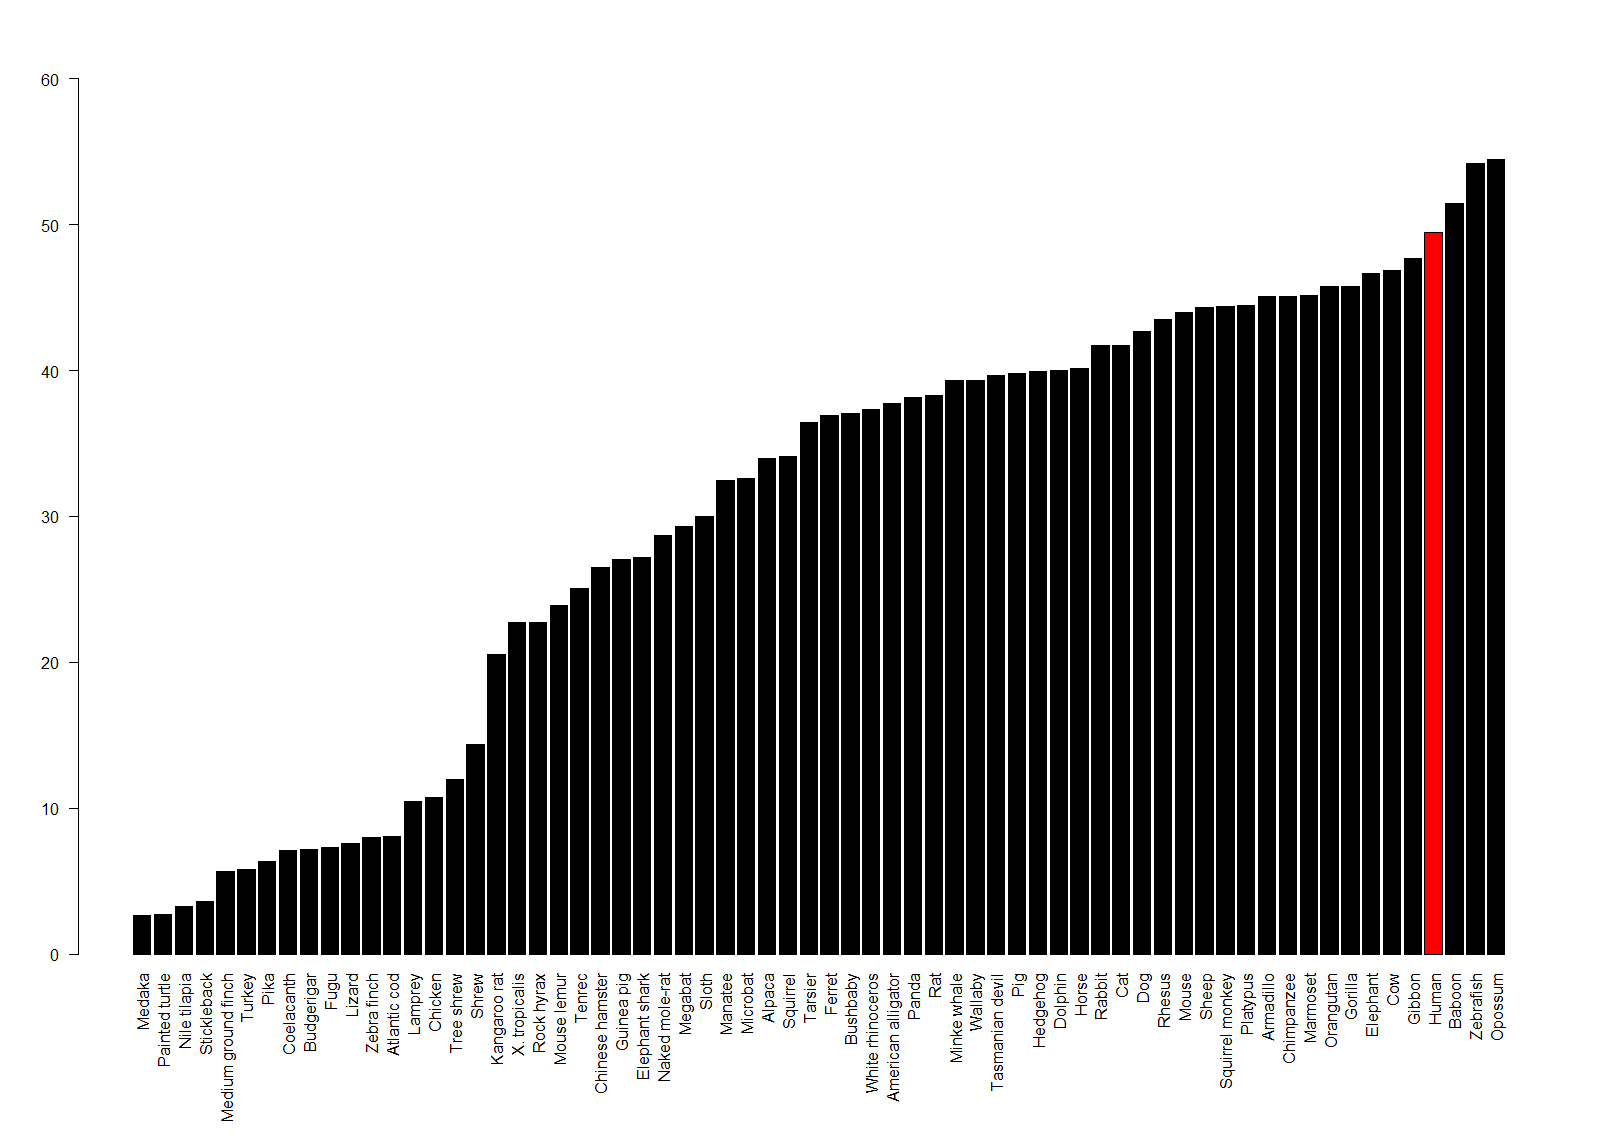 60
50
40
30
20
10
0
Medaka
Painted turtle
Nile tilapia
Stickleback
Medium ground finch
Turkey
Pika
Coelacanth
Budgerigar
Fugu
Lizard
Zebra finch
Atlantic cod
Lamprey
Chicken
Tree shrew
Shrew
Kangaroo rat
X. tropicalis
Rock hyrax
Mouse lemur
Tenrec
Chinese hamster
Guinea pig
Elephant shark
Naked mole-rat
Megabat
Sloth
Manatee
Microbat
Alpaca
Squirrel
Tarsier
Ferret
Bushbaby
White rhinoceros
American alligator
Panda
Rat
Minke whale
Wallaby
Tasmanian devil
Pig
Hedgehog
Dolphin
Horse
Rabbit
Cat
Dog
Rhesus
Mouse
Sheep
Squirrel monkey
Platypus
Armadillo
Chimpanzee
Marmoset
Orangutan
Gorilla
Elephant
Cow
Gibbon
Human
Baboon
Zebrafish
Opossum